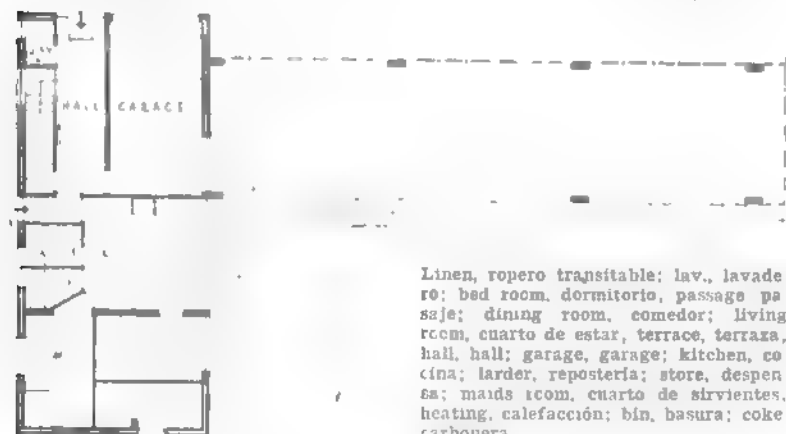 HALL GARAGE
Linen, ropero transitable; lav., lavade
ro; bed room, dormitorio, passage pa
saje; dining room, comedor; living
room, cuarto de estar, terrace, terraza,
hall, hall; garage, garage; kitchen, co
cina; larder, repostería; store, despen
sa; maids room, cuarto de sirvientes,
heating, calefacción; bin, basura; coke
carbonera